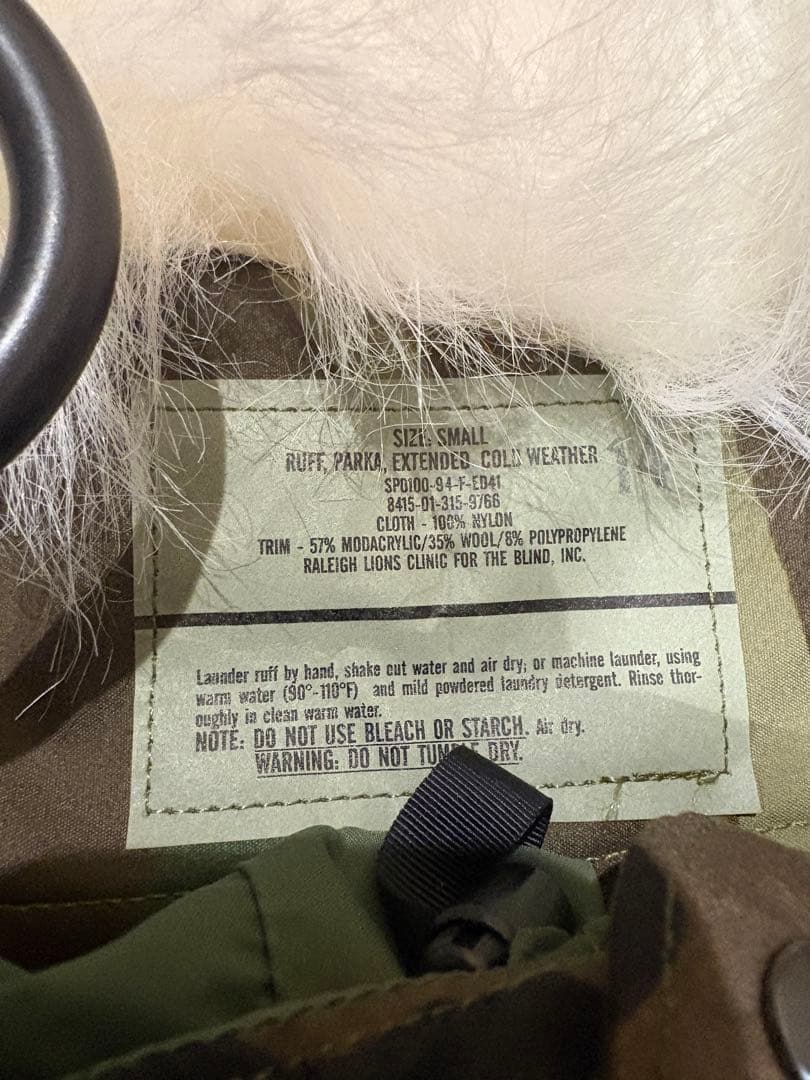 SIZE: SMALL
RUFF, PARKA, EXTENDED COLD WEATHER
14
SPO100-94-F-ED41
8415-01-315-9766
CLOTH - 100% NYLON
TRIM - 57% MODACRYLIC/35% WOOL/8% POLYPROPYLENE
RALEIGH LIONS CLINIC FOR THE BLIND, INC.
Launder ruff by hand, shake out water and air dry; or machine launder, using
warm water (90°-110°F) and mild powdered laundry detergent. Rinse thor-
oughly in clean warm water.
NOTE: DO NOT USE BLEACH OR STARCH. Air dry.
WARNING: DO NOT TUMBLE DRY.